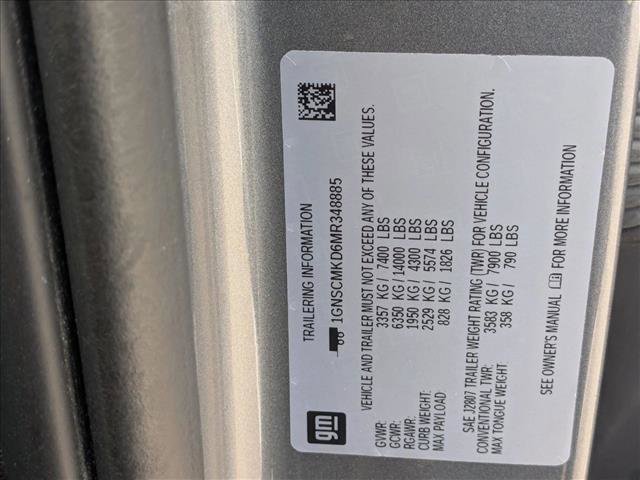 gm
TRAILERING INFORMATION
1GNSCMKD6MR348885
VEHICLE AND TRAILER MUST NOT EXCEED ANY OF THESE VALUES.
GVWR: 3357 KG/ 7400 LBS
GCWR: 6350 KG/14000 LBS
RGAWR: 1950 KG/ 4300 LBS
CURB WEIGHT: 2529 KG/ 5574 LBS
MAX PAYLOAD: 828 KG/ 1826 LBS
SAE J2807 TRAILER WEIGHT RATING (TWR) FOR VEHICLE CONFIGURATION.
CONVENTIONAL TWR: 3583 KG/ 7900 LBS
MAX TONGUE WEIGHT: 358 KG/ 790 LBS
SEE OWNER'S MANUAL FOR MORE INFORMATION